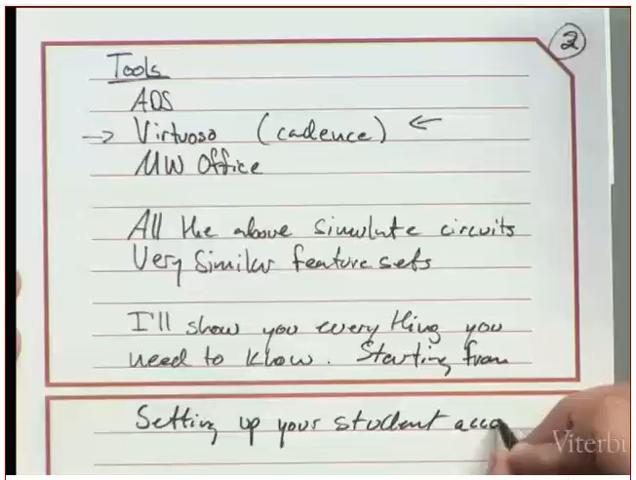 2
Tools
ADS
→ Virtuoso (cadence) ←
MW Office
All the above simulate circuits
Very similar feature sets
I'll show you everything you
need to know. Starting from
Setting up your student acco
Viterbi